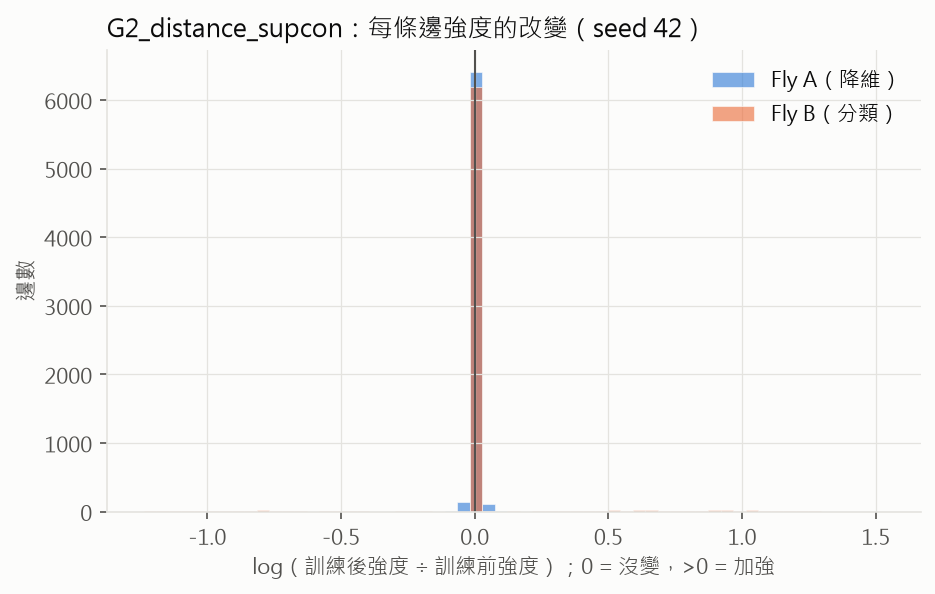 G2_distance_supcon：每條邊強度的改變（seed 42）
Fly A（降維）
Fly B（分類）
邊數
6000
5000
4000
3000
2000
1000
0
-1.0
-0.5
0.0
0.5
1.0
1.5
log（訓練後強度 ÷ 訓練前強度）；0 = 沒變，>0 = 加強